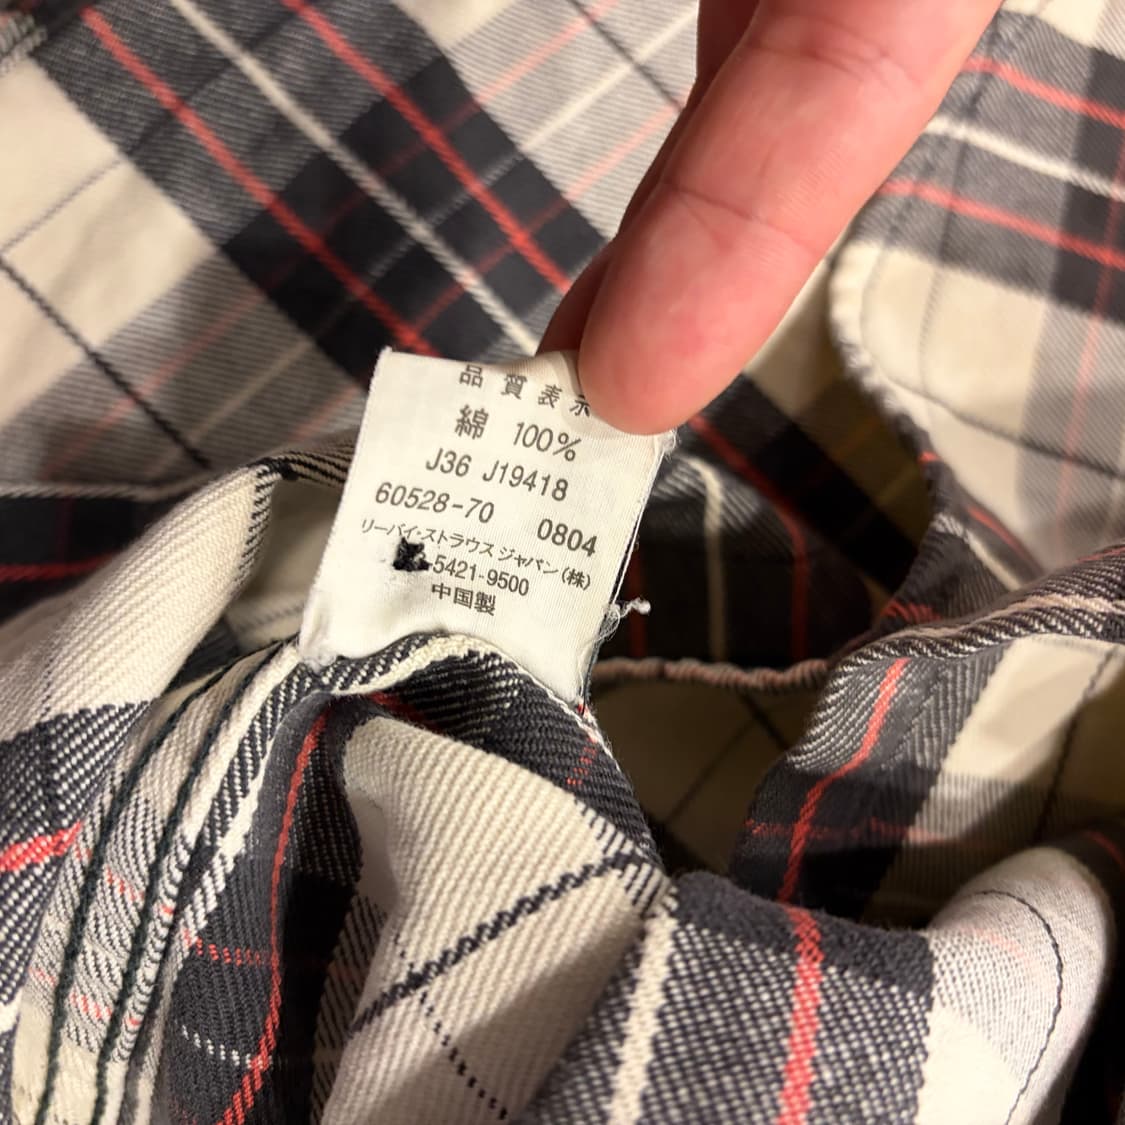 品質表示
綿 100%
J36 J19418
60528-70 0804
リーバイ・ストラウス ジャパン(株)
-5421-9500
中国製